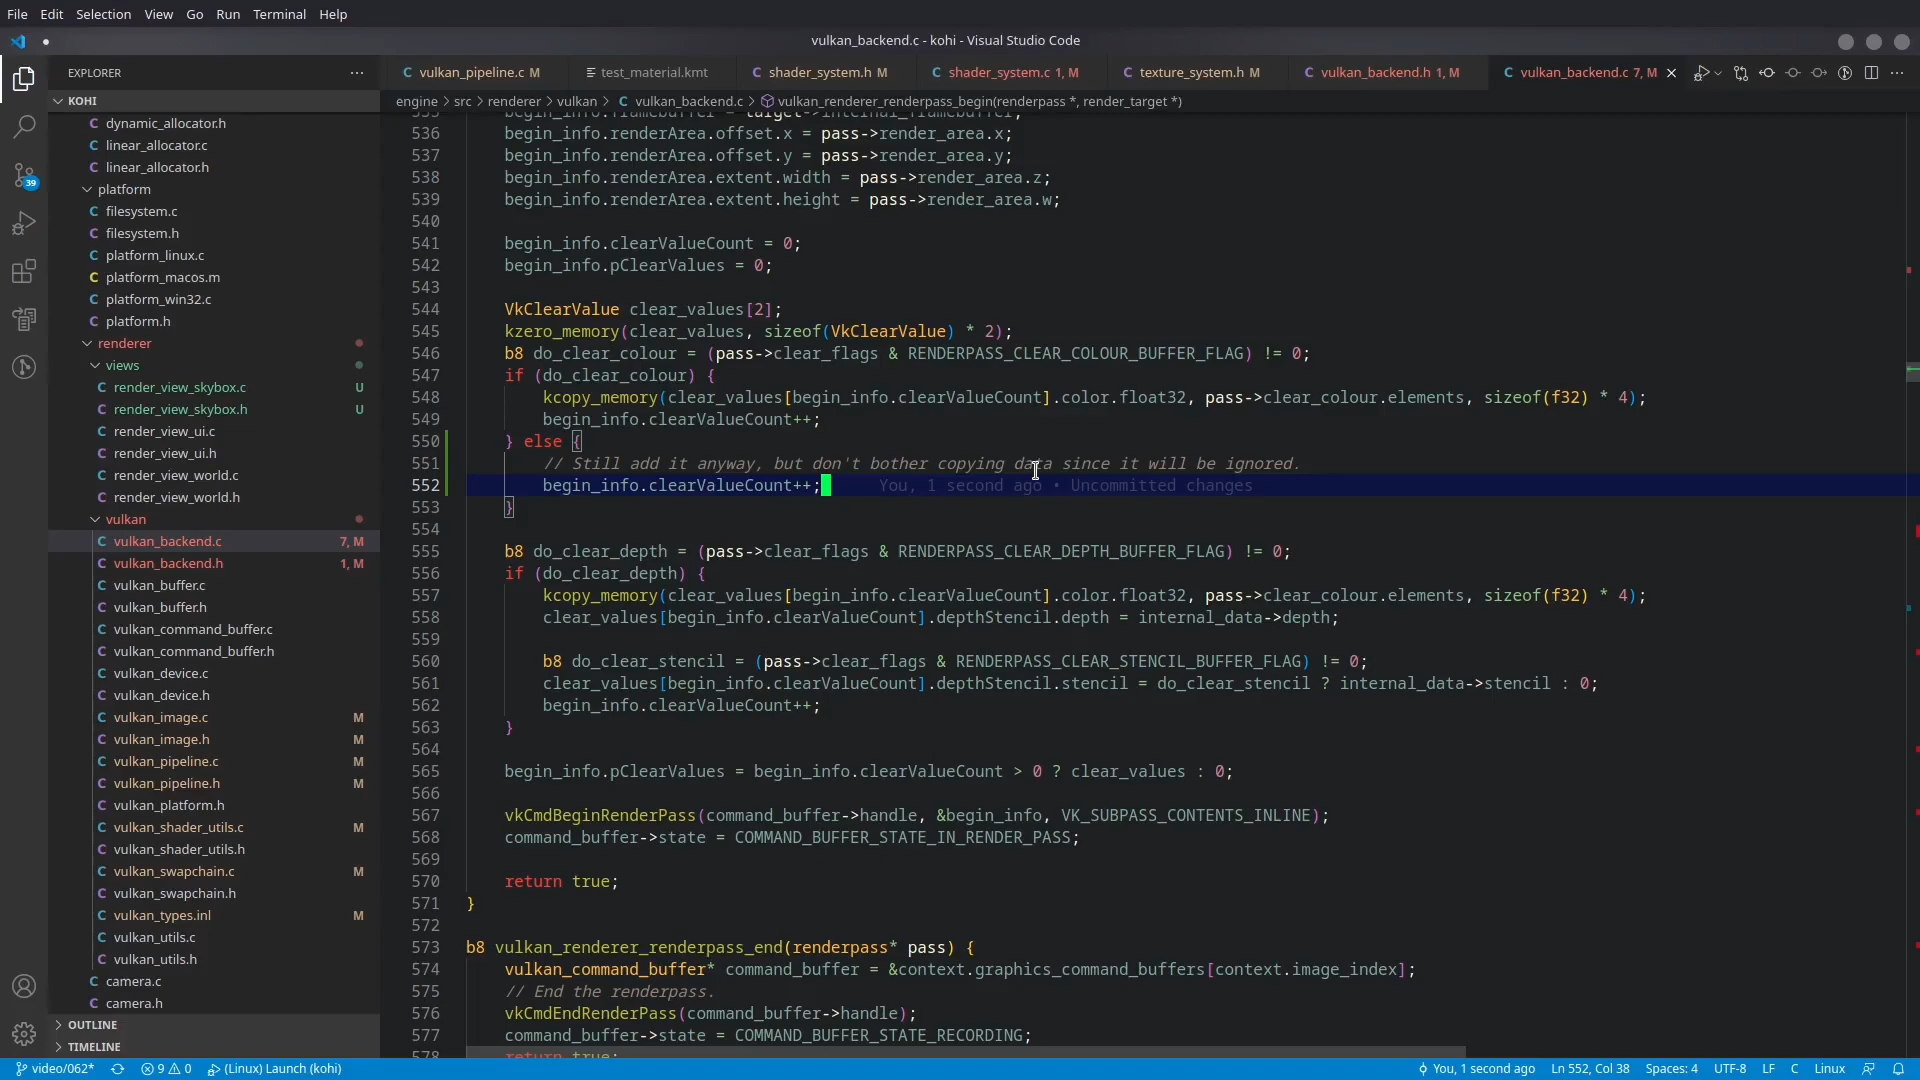 File Edit Selection View Go Run Terminal Help
vulkan_backend.c - kohi - Visual Studio Code
EXPLORER
vulkan_pipeline.c M
test_material.kmt
shader_system.h M
shader_system.c 1, M
texture_system.h M
vulkan_backend.h 1, M
vulkan_backend.c 7, M
KOHI
engine > src > renderer > vulkan > C vulkan_backend.c > vulkan_renderer_renderpass_begin(renderpass *, render_target *)
dynamic_allocator.h
linear_allocator.c
linear_allocator.h
platform
filesystem.c
filesystem.h
platform_linux.c
platform_macos.m
platform_win32.c
platform.h
renderer
views
render_view_skybox.c U
render_view_skybox.h U
render_view_ui.c
render_view_ui.h
render_view_world.c
render_view_world.h
vulkan
vulkan_backend.c 7, M
vulkan_backend.h 1, M
vulkan_buffer.c
vulkan_buffer.h
vulkan_command_buffer.c
vulkan_command_buffer.h
vulkan_device.c
vulkan_device.h
vulkan_image.c M
vulkan_image.h M
vulkan_pipeline.c M
vulkan_pipeline.h M
vulkan_platform.h
vulkan_shader_utils.c M
vulkan_shader_utils.h
vulkan_swapchain.c M
vulkan_swapchain.h
vulkan_types.inl M
vulkan_utils.c
vulkan_utils.h
camera.c
camera.h
OUTLINE
TIMELINE
39
535 begin_info.framebuffer = target->internal_framebuffer;
536 begin_info.renderArea.offset.x = pass->render_area.x;
537 begin_info.renderArea.offset.y = pass->render_area.y;
538 begin_info.renderArea.extent.width = pass->render_area.z;
539 begin_info.renderArea.extent.height = pass->render_area.w;
540
541 begin_info.clearValueCount = 0;
542 begin_info.pClearValues = 0;
543
544 VkClearValue clear_values[2];
545 kzero_memory(clear_values, sizeof(VkClearValue) * 2);
546 b8 do_clear_colour = (pass->clear_flags & RENDERPASS_CLEAR_COLOUR_BUFFER_FLAG) != 0;
547 if (do_clear_colour) {
548 kcopy_memory(clear_values[begin_info.clearValueCount].color.float32, pass->clear_colour.elements, sizeof(f32) * 4);
549 begin_info.clearValueCount++;
550 } else {
551 // Still add it anyway, but don't bother copying data since it will be ignored.
552 begin_info.clearValueCount++; You, 1 second ago • Uncommitted changes
553 }
554
555 b8 do_clear_depth = (pass->clear_flags & RENDERPASS_CLEAR_DEPTH_BUFFER_FLAG) != 0;
556 if (do_clear_depth) {
557 kcopy_memory(clear_values[begin_info.clearValueCount].color.float32, pass->clear_colour.elements, sizeof(f32) * 4);
558 clear_values[begin_info.clearValueCount].depthStencil.depth = internal_data->depth;
559
560 b8 do_clear_stencil = (pass->clear_flags & RENDERPASS_CLEAR_STENCIL_BUFFER_FLAG) != 0;
561 clear_values[begin_info.clearValueCount].depthStencil.stencil = do_clear_stencil ? internal_data->stencil : 0;
562 begin_info.clearValueCount++;
563 }
564
565 begin_info.pClearValues = begin_info.clearValueCount > 0 ? clear_values : 0;
566
567 vkCmdBeginRenderPass(command_buffer->handle, &begin_info, VK_SUBPASS_CONTENTS_INLINE);
568 command_buffer->state = COMMAND_BUFFER_STATE_IN_RENDER_PASS;
569
570 return true;
571 }
572
573 b8 vulkan_renderer_renderpass_end(renderpass* pass) {
574 vulkan_command_buffer* command_buffer = &context.graphics_command_buffers[context.image_index];
575 // End the renderpass.
576 vkCmdEndRenderPass(command_buffer->handle);
577 command_buffer->state = COMMAND_BUFFER_STATE_RECORDING;
578 return true;
video/062* 9 0 (Linux) Launch (kohi) You, 1 second ago Ln 552, Col 38 Spaces: 4 UTF-8 LF C Linux